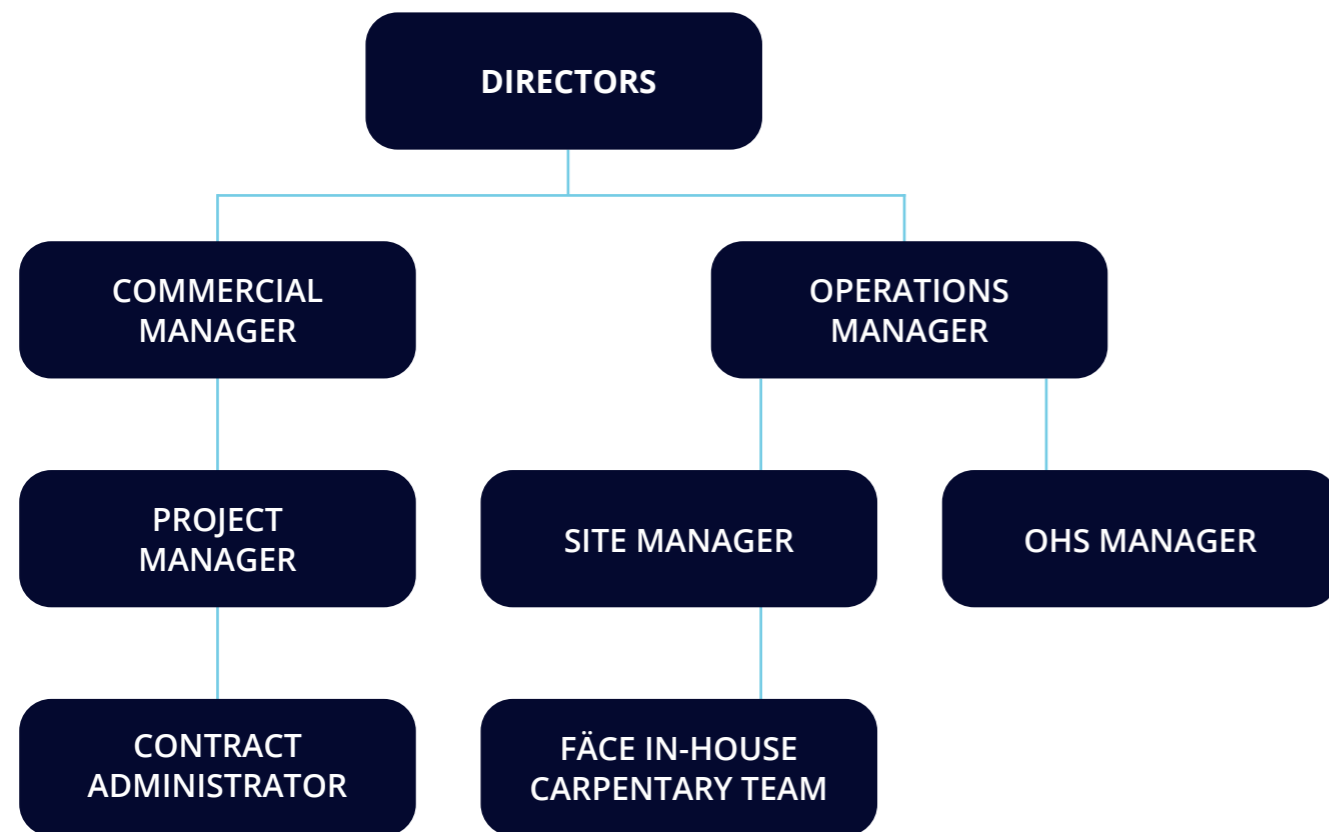 DIRECTORS
COMMERCIAL
MANAGER
OPERATIONS
MANAGER
PROJECT
MANAGER
SITE MANAGER
OHS MANAGER
CONTRACT
ADMINISTRATOR
FÄCE IN-HOUSE
CARPENTARY TEAM